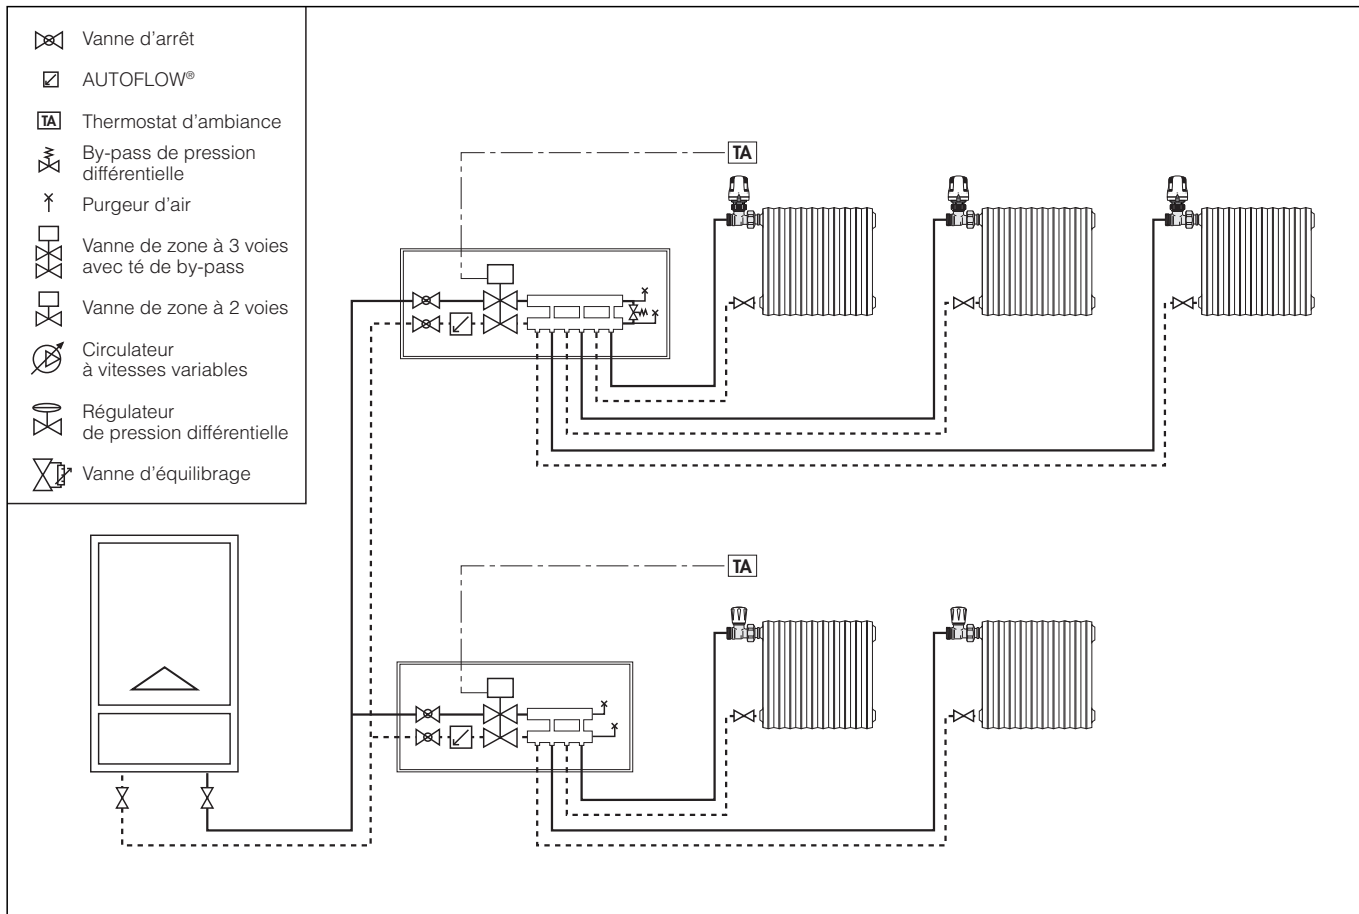 Vanne d'arrêt
AUTOFLOW®
TA Thermostat d'ambiance
By-pass de pression
différentielle
Purgeur d'air
Vanne de zone à 3 voies
avec té de by-pass
Vanne de zone à 2 voies
Circulateur
à vitesses variables
Régulateur
de pression différentielle
Vanne d'équilibrage
TA
TA